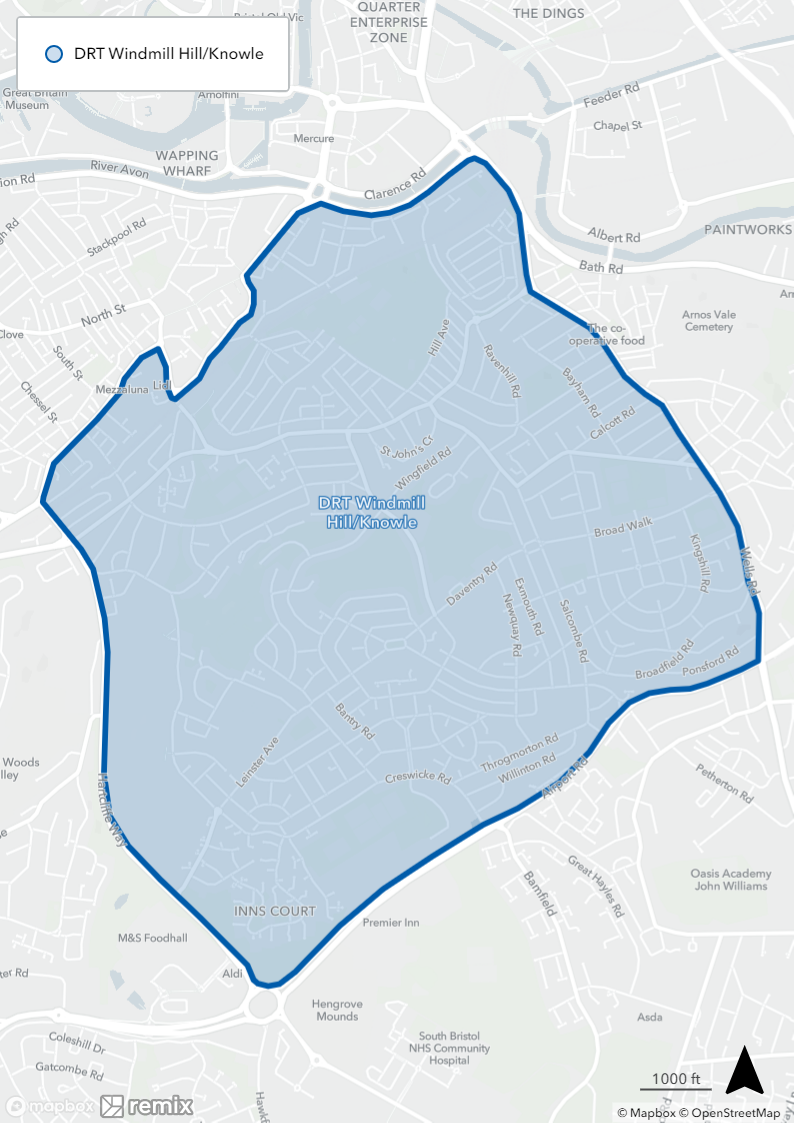 QUARTER
ENTERPRISE
ZONE
THE DINGS
Bristol Old Vic
DRT Windmill Hill/Knowle
Great Britain
Museum
Arnolfini
Feeder Rd
Chapel St
Mercure
WAPPING
WHARF
River Avon
Clarence Rd
Stackpool Rd
Albert Rd
PAINTWORKS
Bath Rd
North St
Arnos Vale
Cemetery
The co-
operative food
Hill Ave
South St
Ravenhill Rd
Mezzaluna
Lidl
Chessel St
Bayham Rd
Calcott Rd
St John's Cr
Wingfield Rd
DRT Windmill
Hill/Knowle
Broad Walk
Kingshill Rd
Wells Rd
Daventry Rd
Exmouth Rd
Newquay Rd
Salcombe Rd
Broadfield Rd
Ponsford Rd
Bantry Rd
Leinster Ave
Throgmorton Rd
Willinton Rd
Creswicke Rd
Airport Rd
Petherton Rd
Hartcliffe Way
Woods
Great Hayles Rd
Bamfield
Oasis Academy
John Williams
INNS COURT
Premier Inn
M&S Foodhall
Aldi
Hengrove
Mounds
Asda
South Bristol
NHS Community
Hospital
Coleshill Dr
Gatcombe Rd
1000 ft
mapbox
remix
© Mapbox © OpenStreetMap